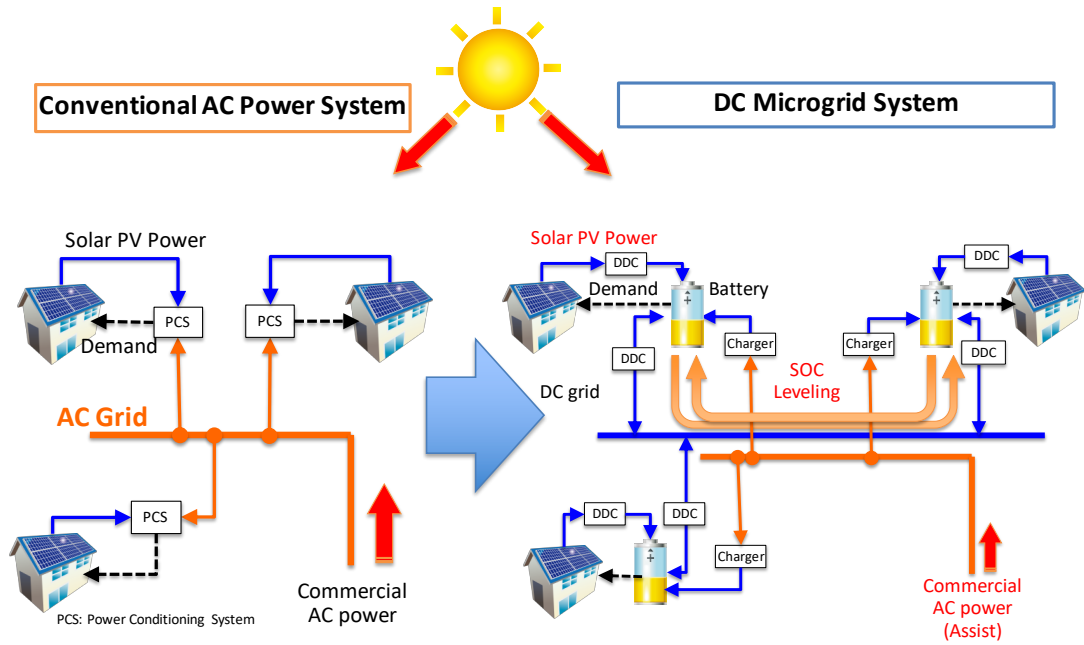 Conventional AC Power System
DC Microgrid System
Solar PV Power
PCS
Demand
PCS
AC Grid
PCS
Commercial
AC power
PCS: Power Conditioning System
Solar PV Power
DDC
Demand
Battery
DDC
Charger
DC grid
SOC
Leveling
Charger
DDC
DDC
DDC
DDC
Charger
Commercial
AC power
(Assist)